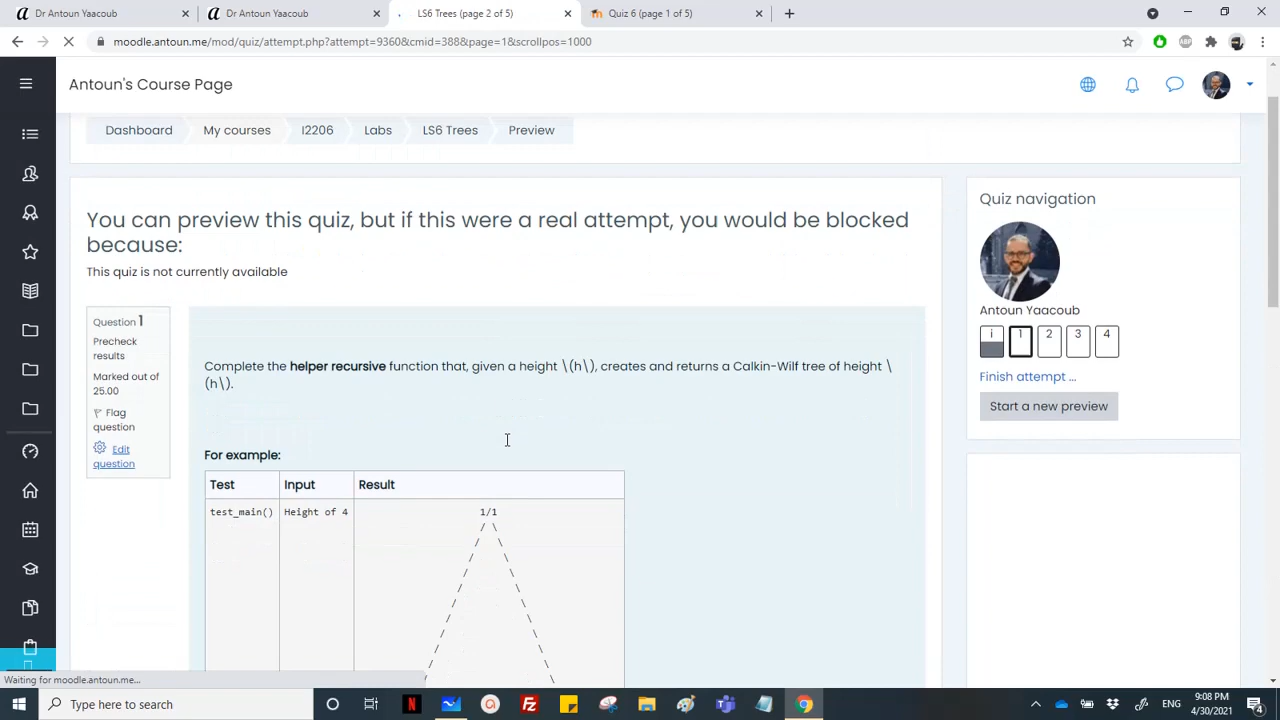 Dr Antoun Yaacoub
Dr Antoun Yaacoub
LS6 Trees (page 2 of 5)
Quiz 6 (page 1 of 5)
moodle.antoun.me/mod/quiz/attempt.php?attempt=9360&cmid=388&page=1&scrollpos=1000
ABP
Antoun's Course Page
Dashboard
My courses
I2206
Labs
LS6 Trees
Preview
You can preview this quiz, but if this were a real attempt, you would be blocked
because:
This quiz is not currently available
Question 1
Precheck
results
Marked out of
25.00
Flag
question
Edit
question
Complete the helper recursive function that, given a height \(h\), creates and returns a Calkin-Wilf tree of height \
(h\).
For example:
Test
Input
Result
test_main()
Height of 4
1/1
Quiz navigation
Antoun Yaacoub
i
1
2
3
4
Finish attempt ...
Start a new preview
Waiting for moodle.antoun.me...
Type here to search
ENG
9:08 PM
4/30/2021
4